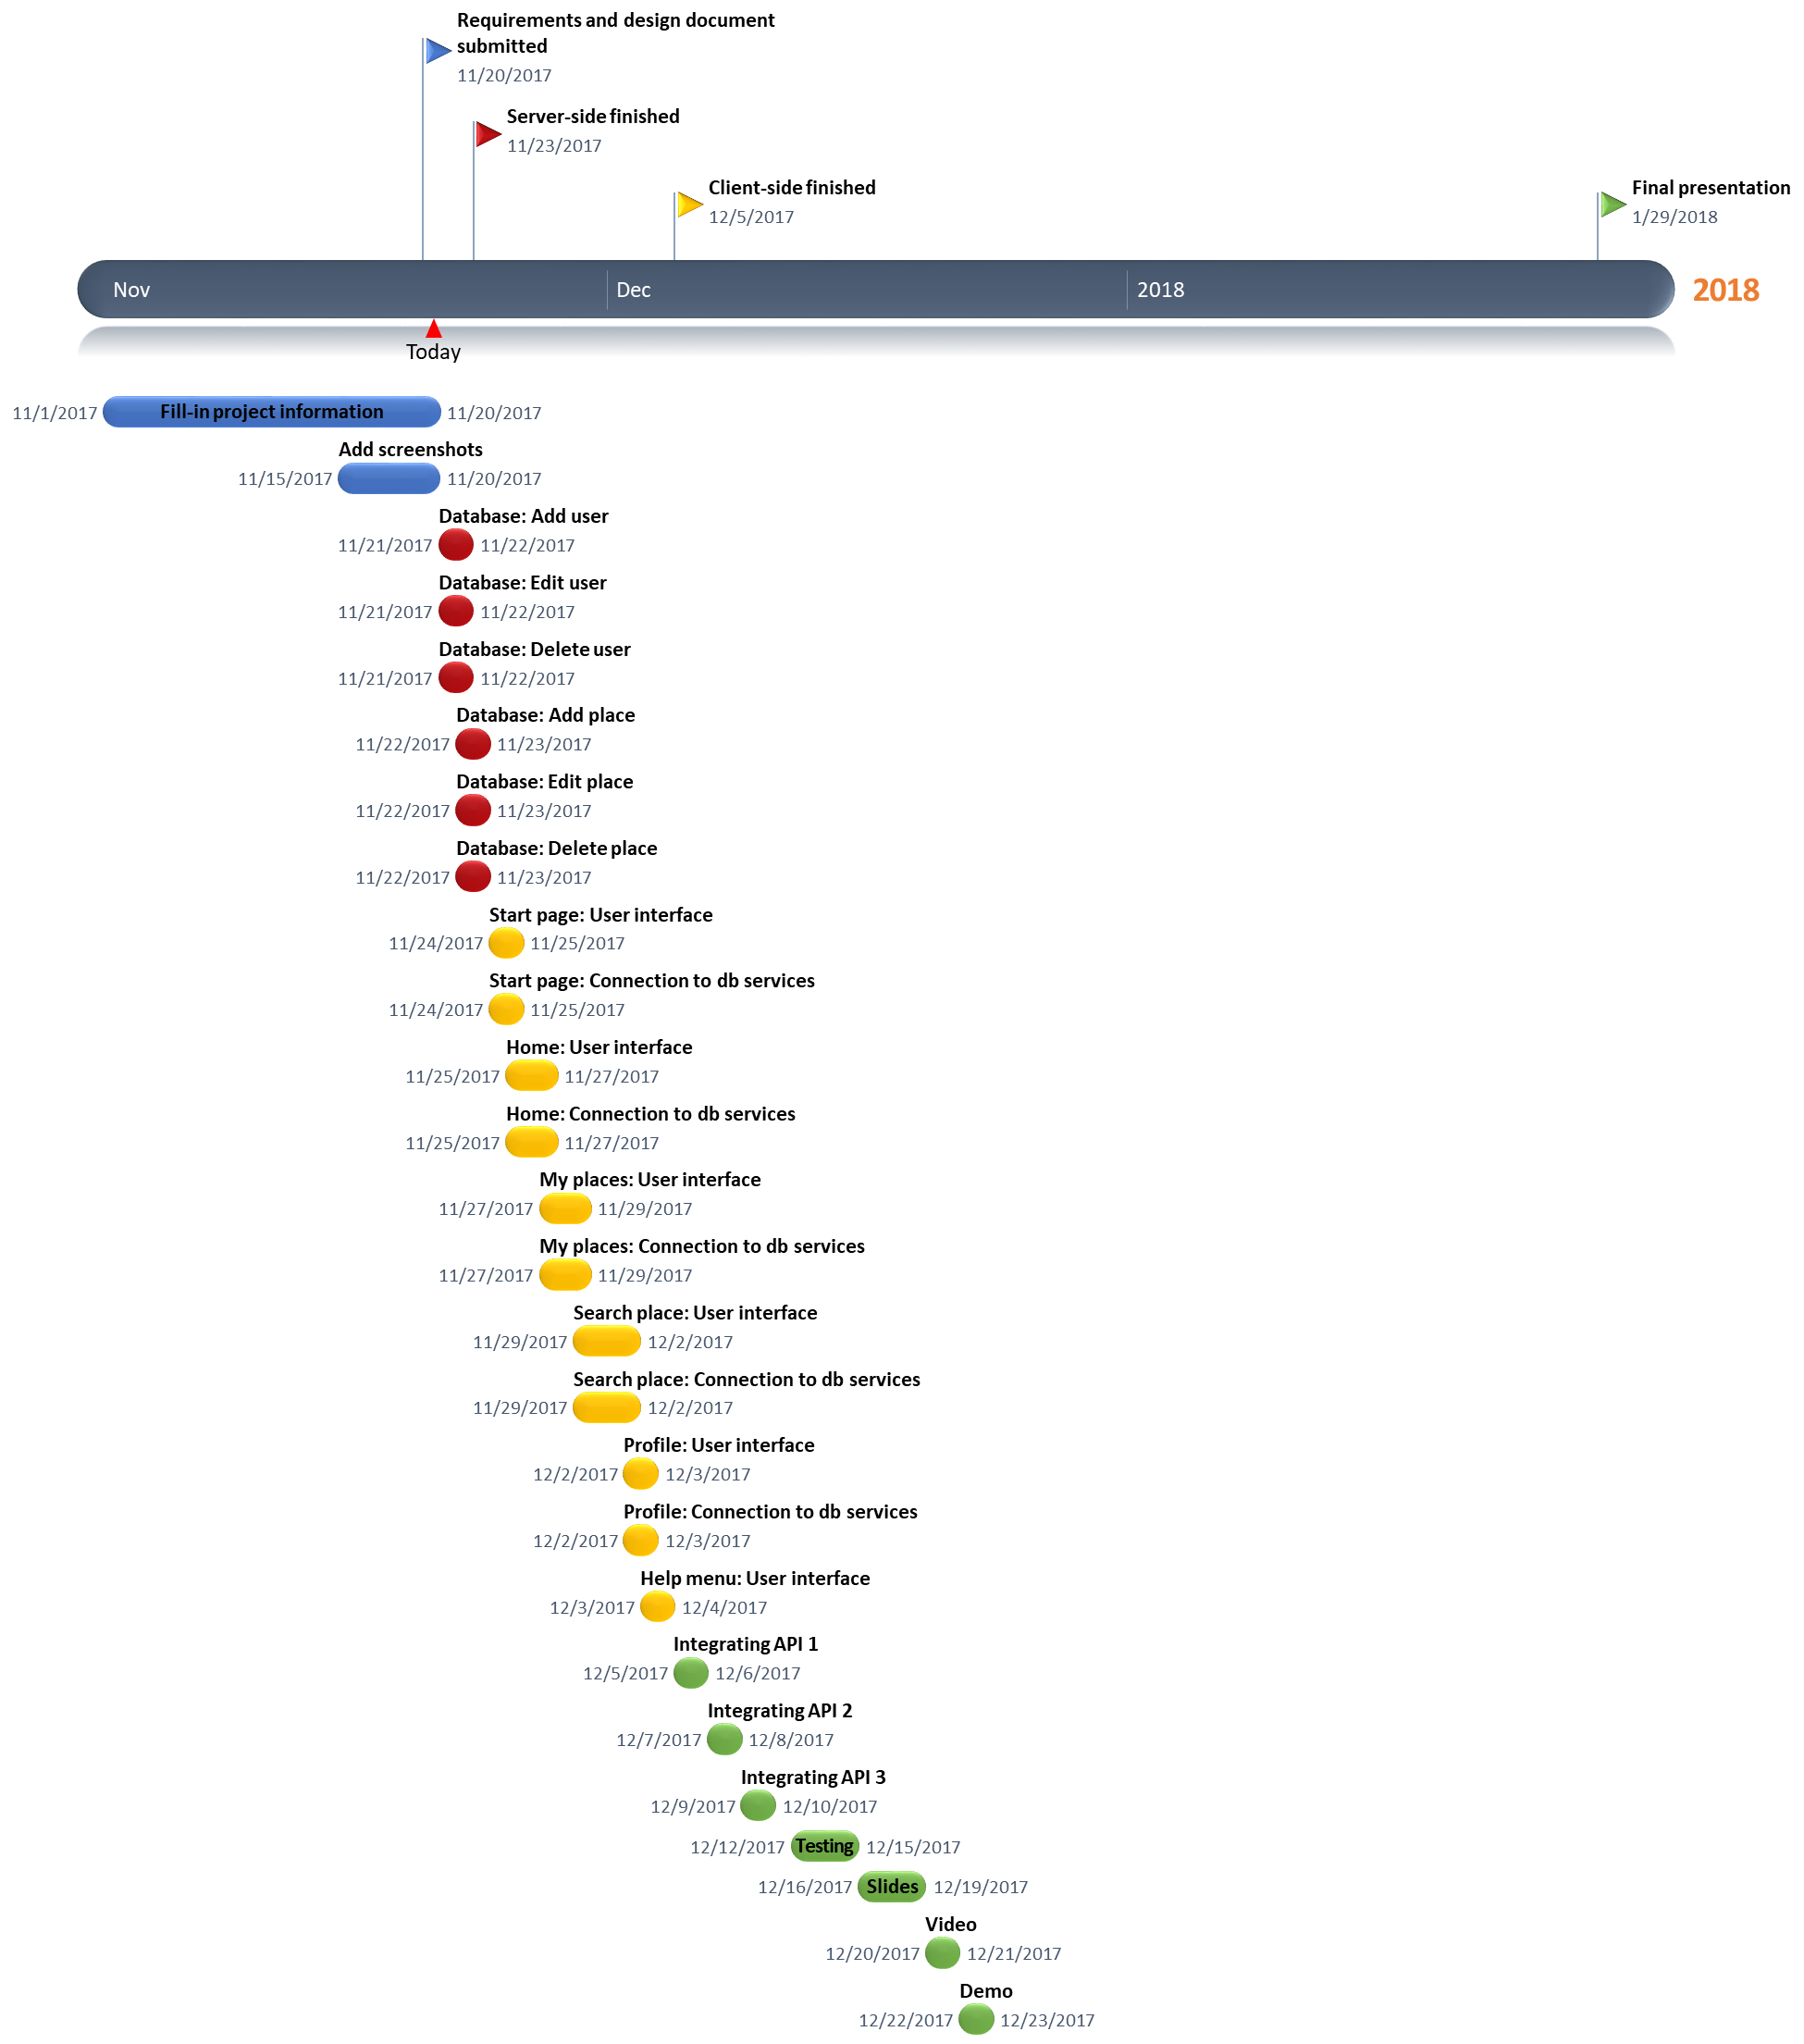 Requirements and design document
submitted
11/20/2017
Server-side finished
11/23/2017
Client-side finished
12/5/2017
Final presentation
1/29/2018
Nov Dec 2018 2018
Today
11/1/2017 Fill-in project information 11/20/2017
Add screenshots
11/15/2017 11/20/2017
Database: Add user
11/21/2017 11/22/2017
Database: Edit user
11/21/2017 11/22/2017
Database: Delete user
11/21/2017 11/22/2017
Database: Add place
11/22/2017 11/23/2017
Database: Edit place
11/22/2017 11/23/2017
Database: Delete place
11/22/2017 11/23/2017
Start page: User interface
11/24/2017 11/25/2017
Start page: Connection to db services
11/24/2017 11/25/2017
Home: User interface
11/25/2017 11/27/2017
Home: Connection to db services
11/25/2017 11/27/2017
My places: User interface
11/27/2017 11/29/2017
My places: Connection to db services
11/27/2017 11/29/2017
Search place: User interface
11/29/2017 12/2/2017
Search place: Connection to db services
11/29/2017 12/2/2017
Profile: User interface
12/2/2017 12/3/2017
Profile: Connection to db services
12/2/2017 12/3/2017
Help menu: User interface
12/3/2017 12/4/2017
Integrating API 1
12/5/2017 12/6/2017
Integrating API 2
12/7/2017 12/8/2017
Integrating API 3
12/9/2017 12/10/2017
12/12/2017 Testing 12/15/2017
12/16/2017 Slides 12/19/2017
Video
12/20/2017 12/21/2017
Demo
12/22/2017 12/23/2017